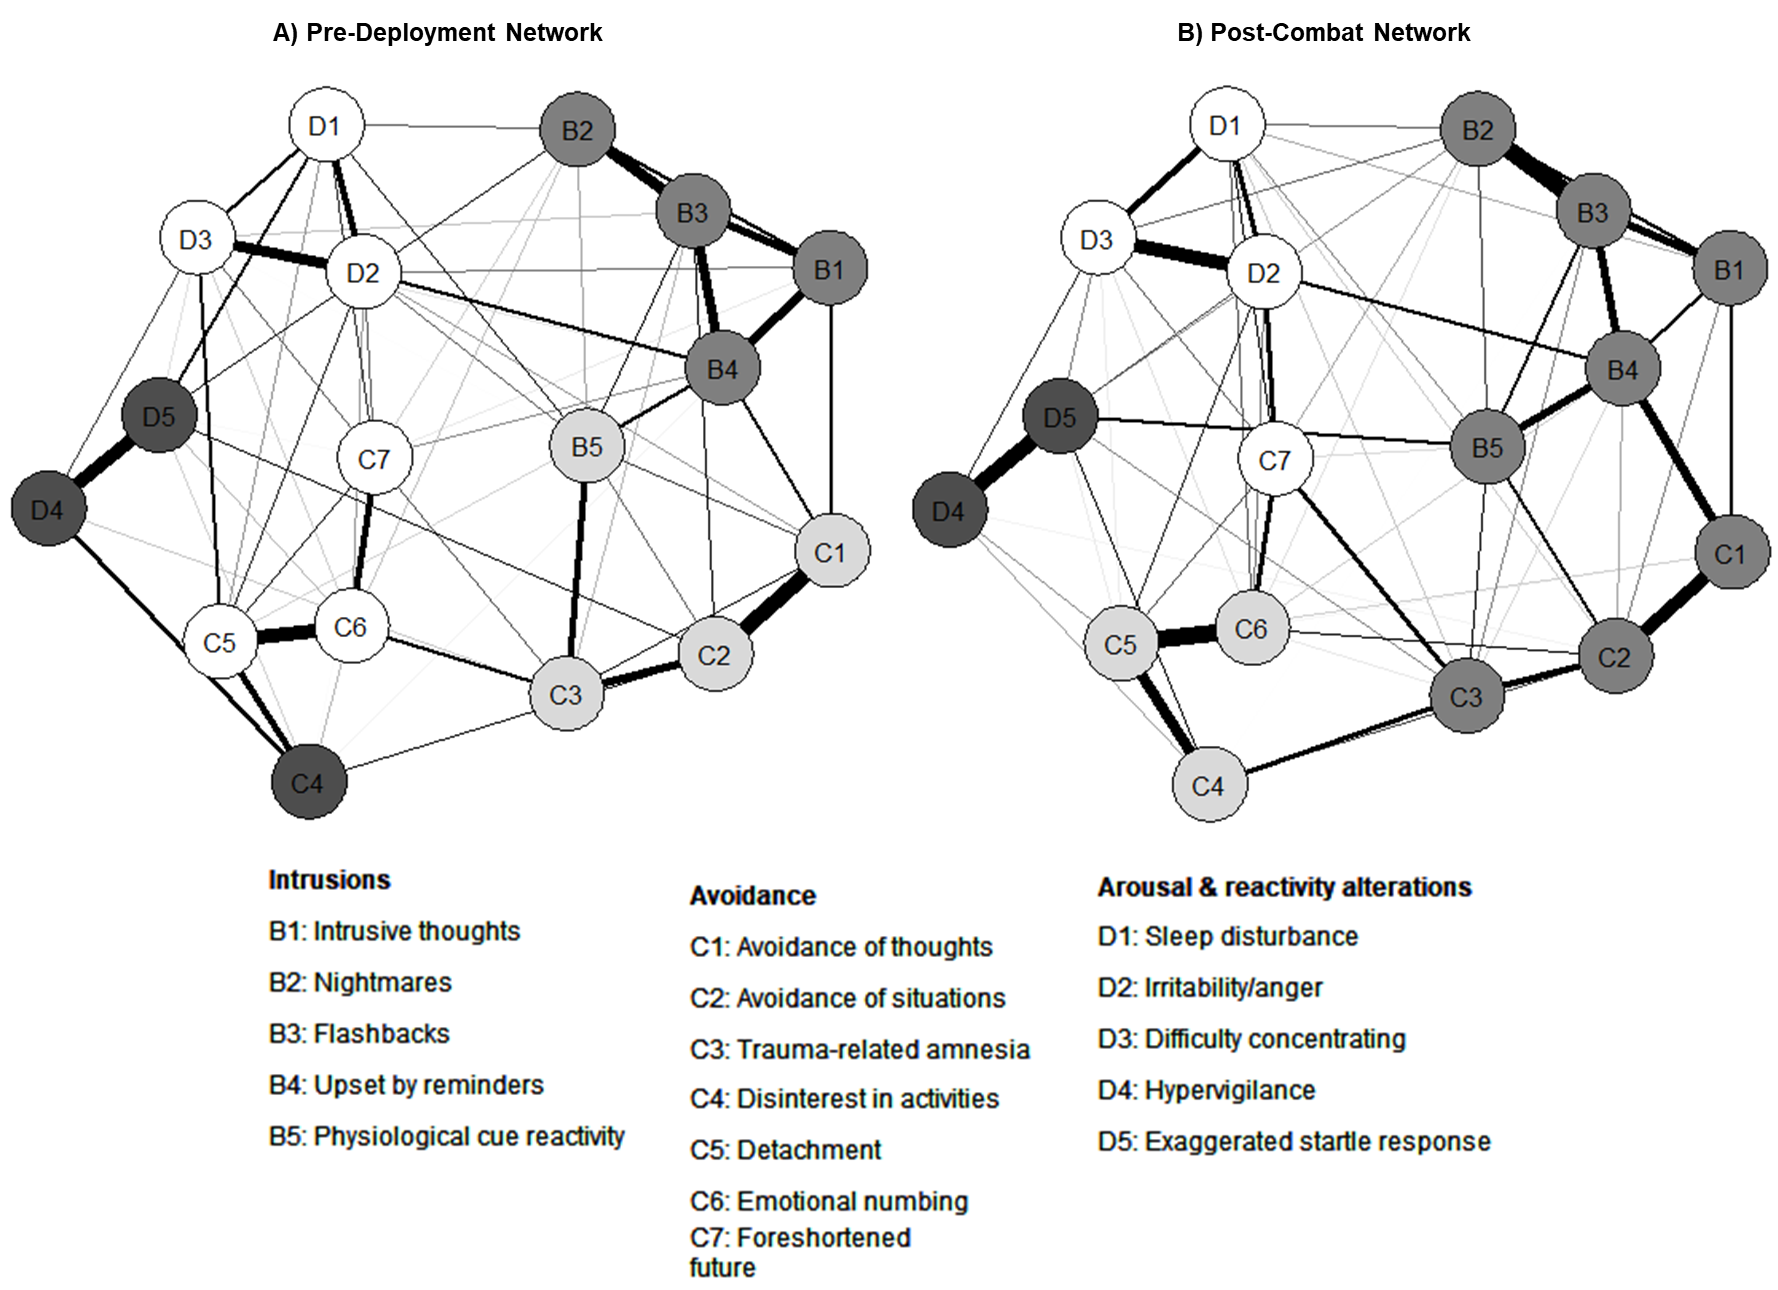 A) Pre-Deployment Network
B) Post-Combat Network
D1
B2
B3
D3
D2
B1
B4
D5
C7
B5
D4
C1
C5
C6
C2
C3
C4
D1
B2
B3
D3
D2
B1
B4
D5
C7
B5
D4
C1
C5
C6
C2
C3
C4
Intrusions
B1: Intrusive thoughts
B2: Nightmares
B3: Flashbacks
B4: Upset by reminders
B5: Physiological cue reactivity
Avoidance
C1: Avoidance of thoughts
C2: Avoidance of situations
C3: Trauma-related amnesia
C4: Disinterest in activities
C5: Detachment
C6: Emotional numbing
C7: Foreshortened
future
Arousal & reactivity alterations
D1: Sleep disturbance
D2: Irritability/anger
D3: Difficulty concentrating
D4: Hypervigilance
D5: Exaggerated startle response